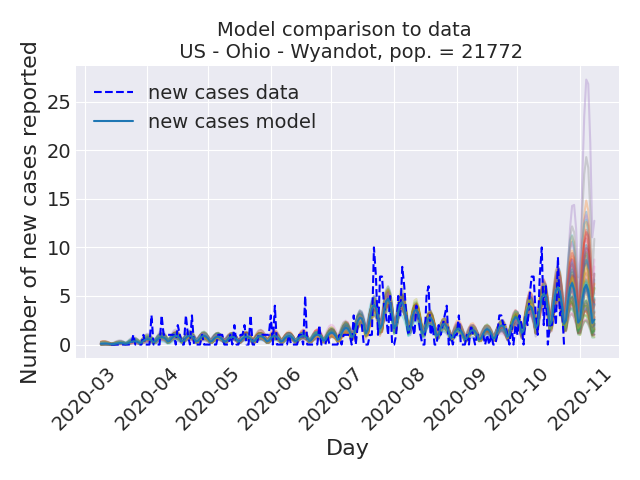 Model comparison to data
US - Ohio - Wyandot, pop. = 21772
Number of new cases reported
25
20
15
10
5
0
new cases data
new cases model
2020-03
2020-04
2020-05
2020-06
2020-07
2020-08
2020-09
2020-10
2020-11
Day